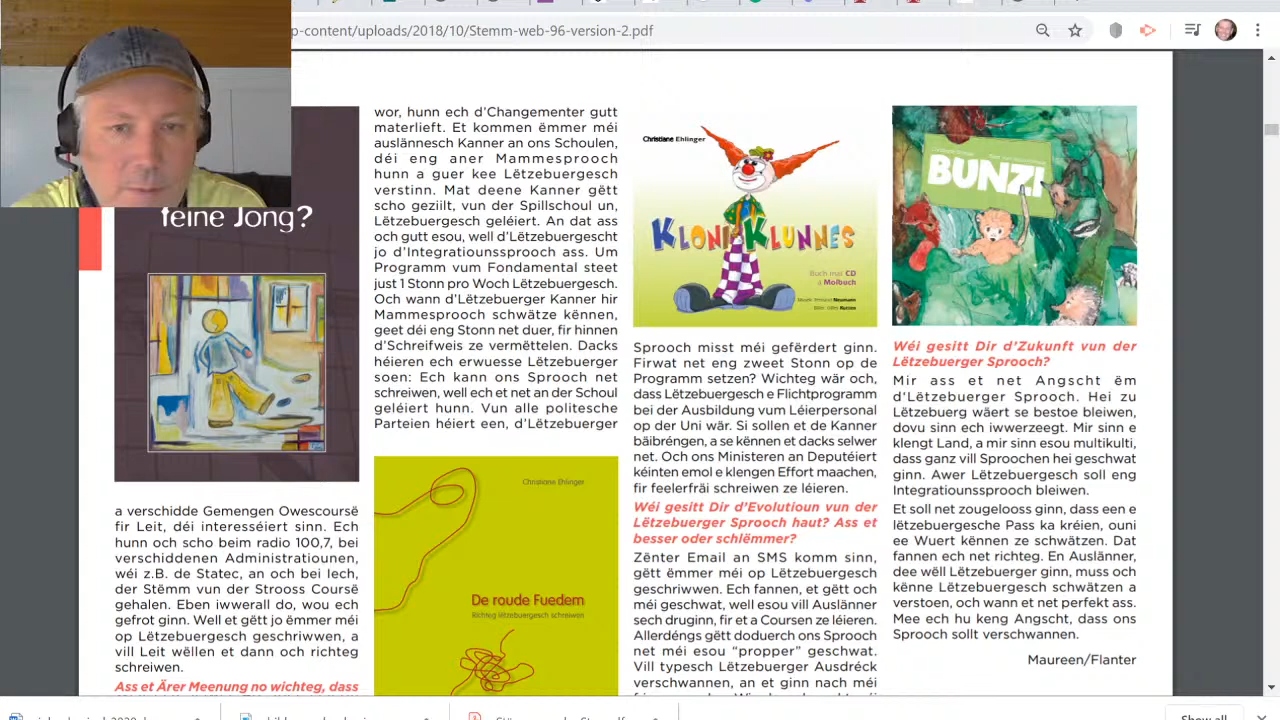 p-content/uploads/2018/10/Stemm-web-96-version-2.pdf
feine Jong?
a verschidde Gemengen Owescoursë
fir Leit, déi interesséiert sinn. Ech
hunn och scho beim radio 100,7, bei
verschiddenen Administratiounen,
wéi z.B. de Statec, an och bei Iech,
der Stëmm vun der Strooss Coursë
gehalen. Eben iwwerall do, wou ech
gefrot ginn. Well et gëtt jo ëmmer méi
op Lëtzebuergesch geschriwwen, a
vill Leit wëllen et dann och richteg
schreiwen.
Ass et Ärer Meenung no wichteg, dass
wor, hunn ech d’Changementer gutt
materlieft. Et kommen ëmmer méi
auslännesch Kanner an ons Schoulen,
déi eng aner Mammesprooch
hunn a guer kee Lëtzebuergesch
verstinn. Mat deene Kanner gëtt
scho geziilt, vun der Spillschoul un,
Lëtzebuergesch geléiert. An dat ass
och gutt esou, well d’Lëtzebuergescht
jo d’Integratiounssprooch ass. Um
Programm vum Fondamental steet
just 1 Stonn pro Woch Lëtzebuergesch.
Och wann d’Lëtzebuerger Kanner hir
Mammesprooch schwätze kënnen,
geet déi eng Stonn net duer, fir hinnen
d’Schreifweis ze vermëttelen. Dacks
héieren ech erwuesse Lëtzebuerger
soen: Ech kann ons Sprooch net
schreiwen, well ech et net an der Schoul
geléiert hunn. Vun alle politesche
Parteien héiert een, d’Lëtzebuerger
Christiane Ehlinger
De roude Fuedem
Richteg lëtzebuergesch schreiwen
Christiane Ehlinger
KLONI KLUNNES
Buch mat CD
a Molbuch
Sprooch misst méi gefërdert ginn.
Firwat net eng zweet Stonn op de
Programm setzen? Wichteg wär och,
dass Lëtzebuergesch e Flichtprogramm
bei der Ausbildung vum Léierpersonal
op der Uni wär. Si sollen et de Kanner
bäibréngen, a se kënnen et dacks selwer
net. Och ons Ministeren an Deputéiert
kéinten emol e klengen Effort maachen,
fir feelerfräi schreiwen ze léieren.
Wéi gesitt Dir d’Evolutioun vun der
Lëtzebuerger Sprooch haut? Ass et
besser oder schlëmmer?
Zënter Email an SMS komm sinn,
gëtt ëmmer méi op Lëtzebuergesch
geschriwwen. Ech fannen, et gëtt och
méi geschwat, well esou vill Auslänner
sech druginn, fir et a Coursen ze léieren.
Allerdéngs gëtt doduerch ons Sprooch
net méi esou “propper” geschwat.
Vill typesch Lëtzebuerger Ausdréck
verschwannen, an et ginn nach méi
BUNZI
Wéi gesitt Dir d’Zukunft vun der
Lëtzebuerger Sprooch?
Mir ass et net Angscht ëm
d‘Lëtzebuerger Sprooch. Hei zu
Lëtzebuerg wäert se bestoe bleiwen,
dovu sinn ech iwwerzeegt. Mir sinn e
klengt Land, a mir sinn esou multikulti,
dass ganz vill Sproochen hei geschwat
ginn. Awer Lëtzebuergesch soll eng
Integratiounssprooch bleiwen.
Et soll net zougelooss ginn, dass een e
lëtzebuergesche Pass ka kréien, ouni
ee Wuert kënnen ze schwätzen. Dat
fannen ech net richteg. En Auslänner,
dee wëll Lëtzebuerger ginn, muss och
kënne Lëtzebuergesch schwätzen a
verstoen, och wann et net perfekt ass.
Mee ech hu keng Angscht, dass ons
Sprooch sollt verschwannen.
Maureen/Flanter
Show all